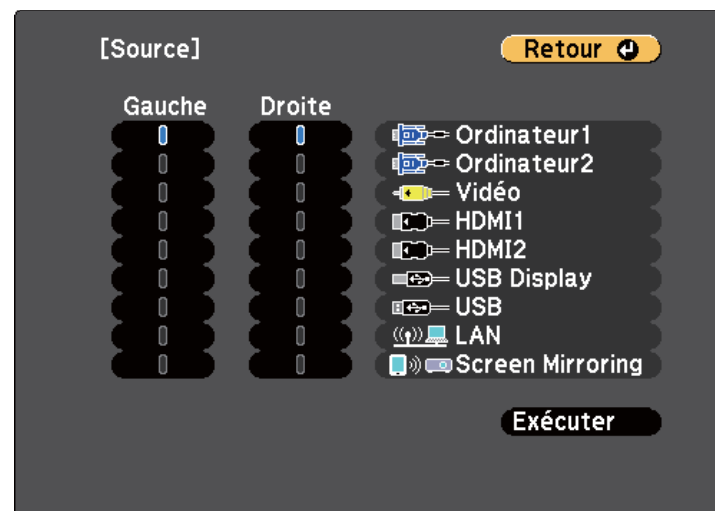 [Source]
Retour
Gauche Droite
Ordinateur1
Ordinateur2
Vidéo
HDMI1
HDMI2
USB Display
USB
LAN
Screen Mirroring
Exécuter